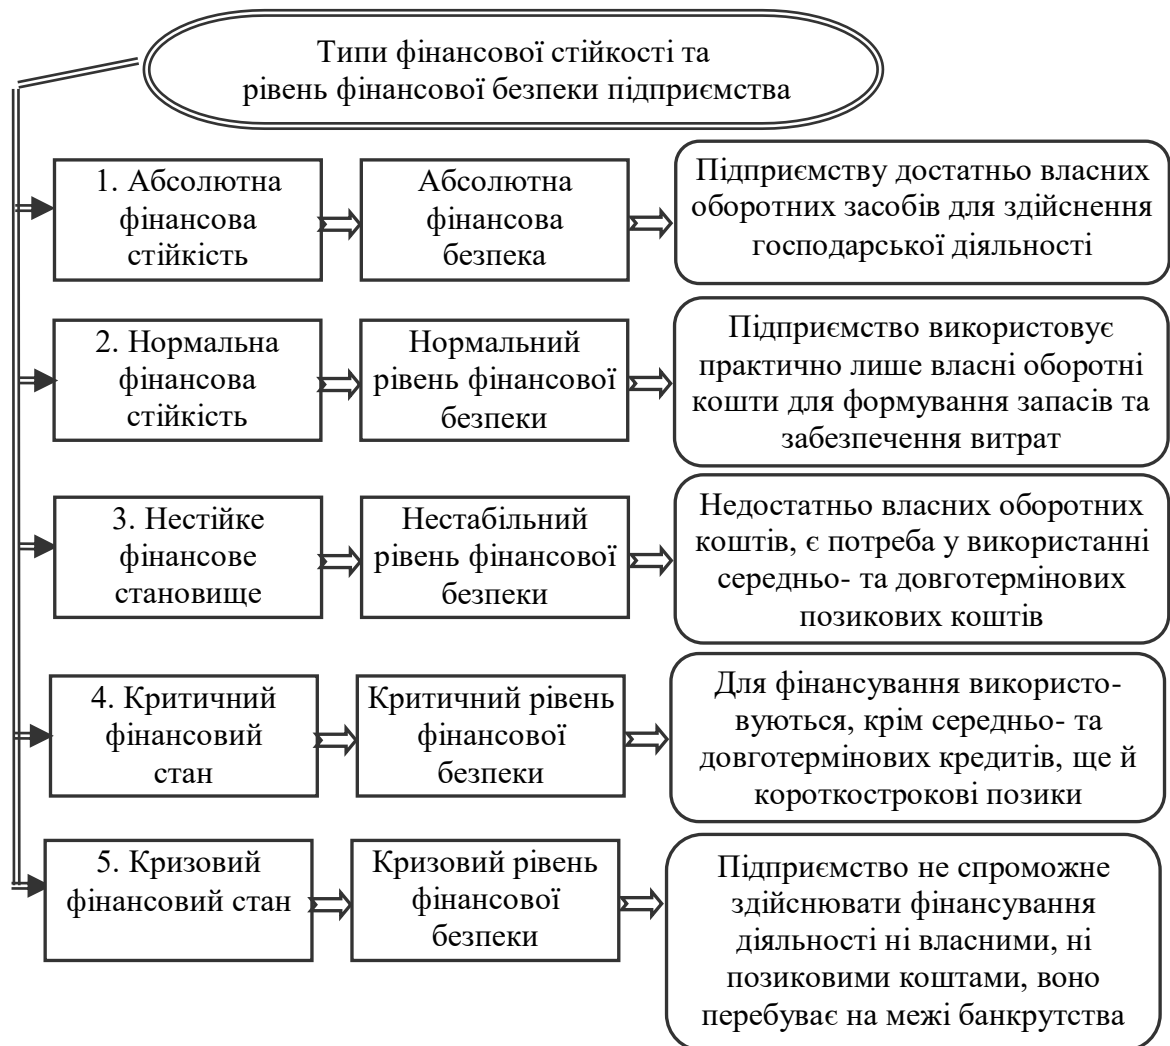 Типи фінансової стійкості та
рівень фінансової безпеки підприємства
1. Абсолютна
фінансова
стійкість
Абсолютна
фінансова
безпека
Підприємству достатньо власних
оборотних засобів для здійснення
господарської діяльності
2. Нормальна
фінансова
стійкість
Нормальний
рівень фінансової
безпеки
Підприємство використовує
практично лише власні оборотні
кошти для формування запасів та
забезпечення витрат
3. Нестійке
фінансове
становище
Нестабільний
рівень фінансової
безпеки
Недостатньо власних оборотних
коштів, є потреба у використанні
середньо- та довготермінових
позикових коштів
4. Критичний
фінансовий
стан
Критичний рівень
фінансової
безпеки
Для фінансування використо-
вуються, крім середньо- та
довготермінових кредитів, ще й
короткострокові позики
5. Кризовий
фінансовий стан
Кризовий рівень
фінансової
безпеки
Підприємство не спроможне
здійснювати фінансування
діяльності ні власними, ні
позиковими коштами, воно
перебуває на межі банкрутства